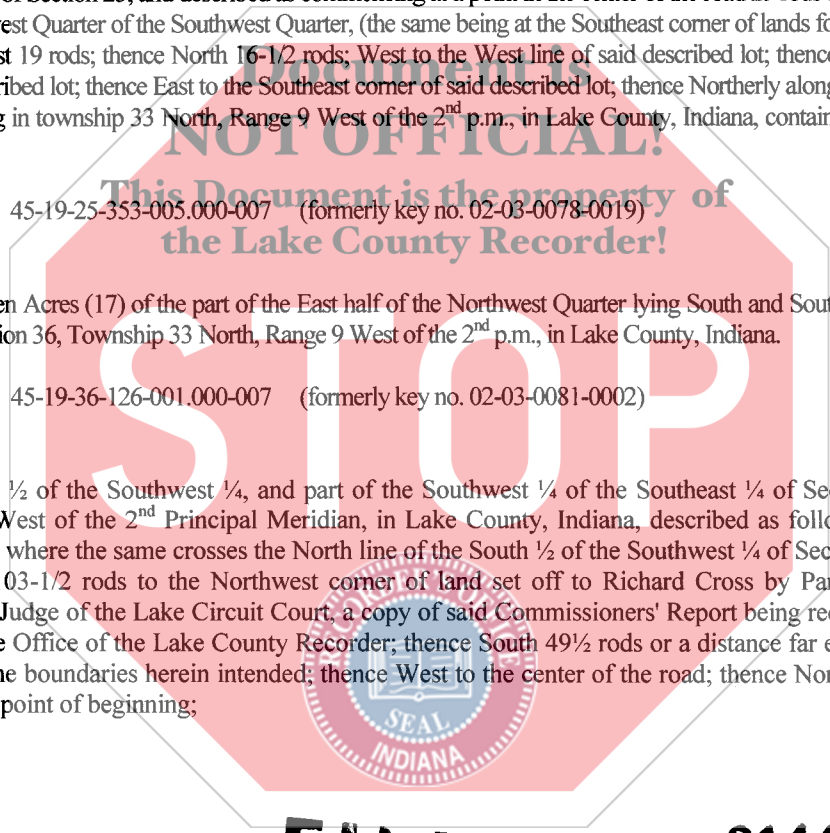 est Quarter of the Southwest Quarter, (the same being at the Southeast corner of lands fo
st 19 rods; thence North 16-1/2 rods; West to the West line of said described lot; thence
ribed lot; thence East to the Southeast corner of said described lot; thence Northerly along
g in township 33 North, Range 9 West of the 2nd p.m., in Lake County, Indiana, contain
Document is
NOT OFFICIAL!
This Document is the property of
the Lake County Recorder!
45-19-25-353-005.000-007 (formerly key no. 02-03-0078-0019)
en Acres (17) of the part of the East half of the Northwest Quarter lying South and Sout
ion 36, Township 33 North, Range 9 West of the 2nd p.m., in Lake County, Indiana.
45-19-36-126-001.000-007 (formerly key no. 02-03-0081-0002)
STOP
½ of the Southwest ¼, and part of the Southwest ¼ of the Southeast ¼ of Se
West of the 2nd Principal Meridian, in Lake County, Indiana, described as follo
where the same crosses the North line of the South ½ of the Southwest ¼ of Sec
03-1/2 rods to the Northwest corner of land set off to Richard Cross by Par
Judge of the Lake Circuit Court, a copy of said Commissioners' Report being rec
e Office of the Lake County Recorder; thence South 49½ rods or a distance far e
ne boundaries herein intended; thence West to the center of the road; thence Nor
point of beginning;
SEAL
INDIANA